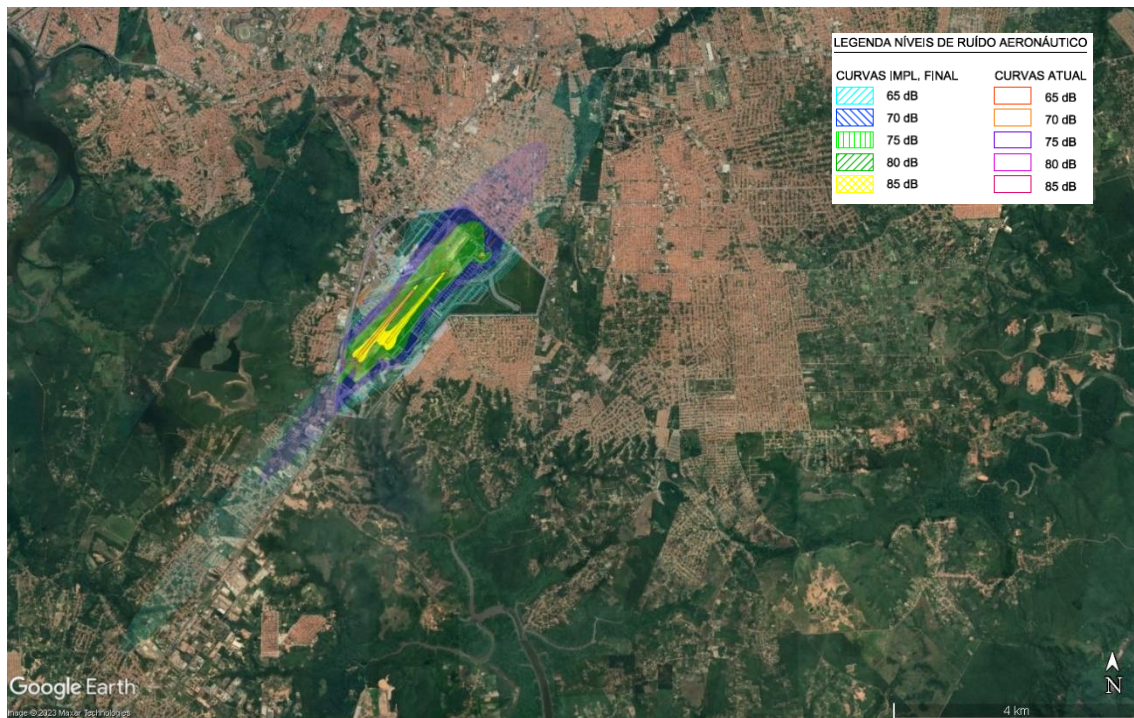 LEGENDA NÍVEIS DE RUÍDO AERONÁUTICO
CURVAS IMPL, FINAL
65 dB
70 dB
75 dB
80 dB
85 dB
CURVAS ATUAL
65 dB
70 dB
75 dB
80 dB
85 dB
Google Earth
Image © 2023 Maxar Technologies
4 km
N